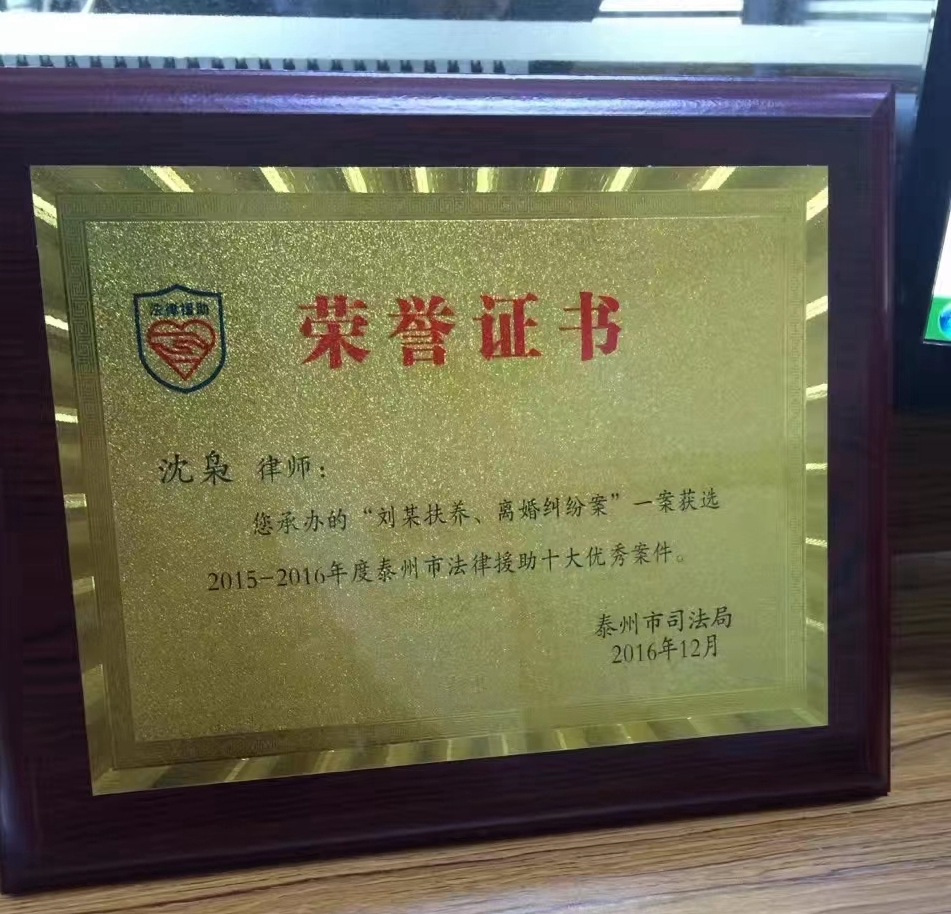 法律援助
荣誉证书
沈枭 律师：
您承办的“刘某扶养、离婚纠纷案”一案获选
2015-2016年度泰州市法律援助十大优秀案件。
泰州市司法局
2016年12月